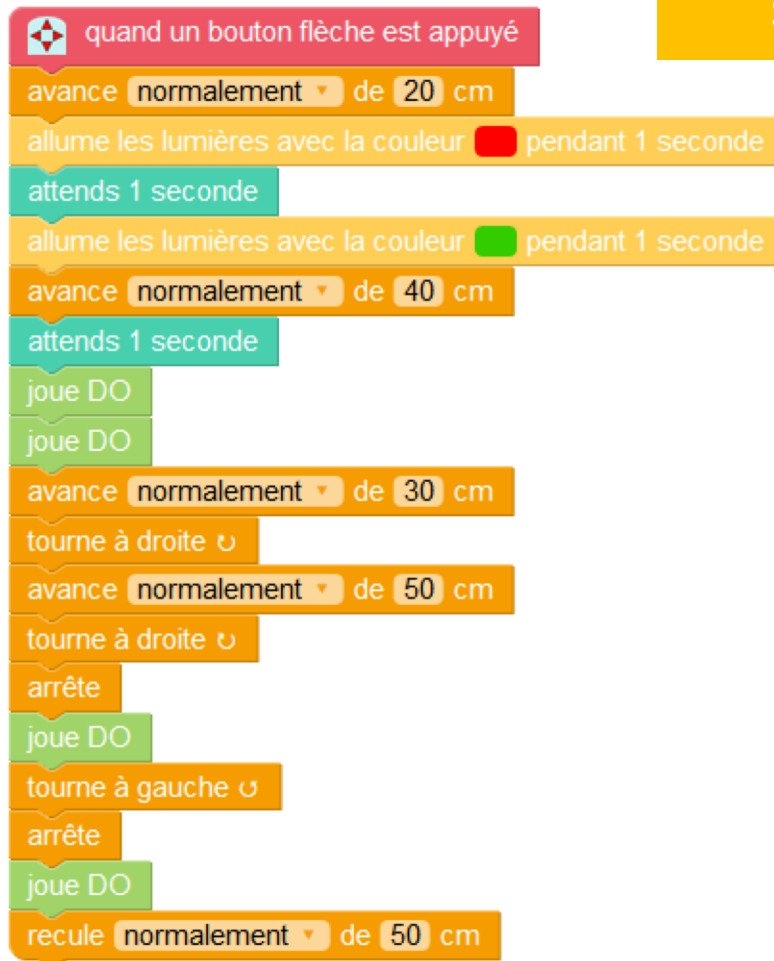 quand un bouton flèche est appuyé
avance normalement de 20 cm
allume les lumières avec la couleur pendant 1 seconde
attends 1 seconde
allume les lumières avec la couleur pendant 1 seconde
avance normalement de 40 cm
attends 1 seconde
joue DO
joue DO
avance normalement de 30 cm
tourne à droite ↻
avance normalement de 50 cm
tourne à droite ↻
arrête
joue DO
tourne à gauche ↺
arrête
joue DO
recule normalement de 50 cm